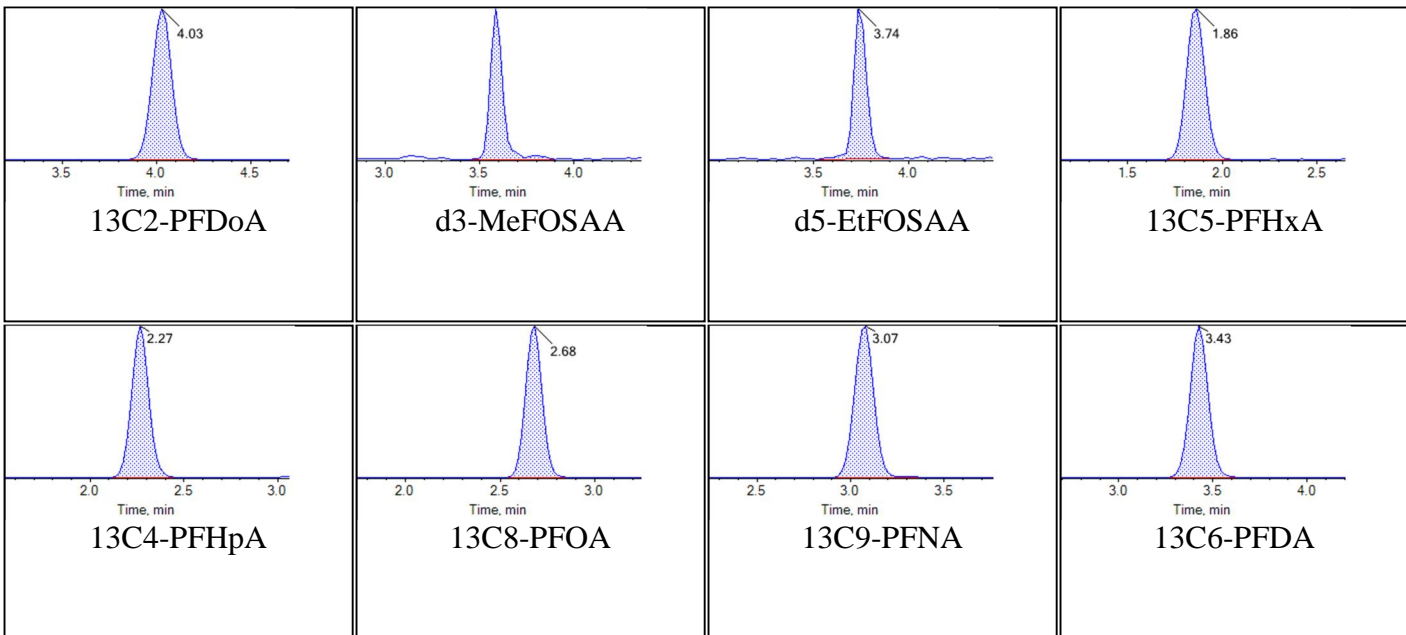 4.03
3.5 4.0 4.5
Time, min
13C2-PFDoA
3.0 3.5 4.0
Time, min
d3-MeFOSAA
3.74
3.5 4.0
Time, min
d5-EtFOSAA
1.86
1.5 2.0 2.5
Time, min
13C5-PFHxA
2.27
2.0 2.5 3.0
Time, min
13C4-PFHpA
2.68
2.0 2.5 3.0
Time, min
13C8-PFOA
3.07
2.5 3.0 3.5
Time, min
13C9-PFNA
3.43
3.0 3.5 4.0
Time, min
13C6-PFDA